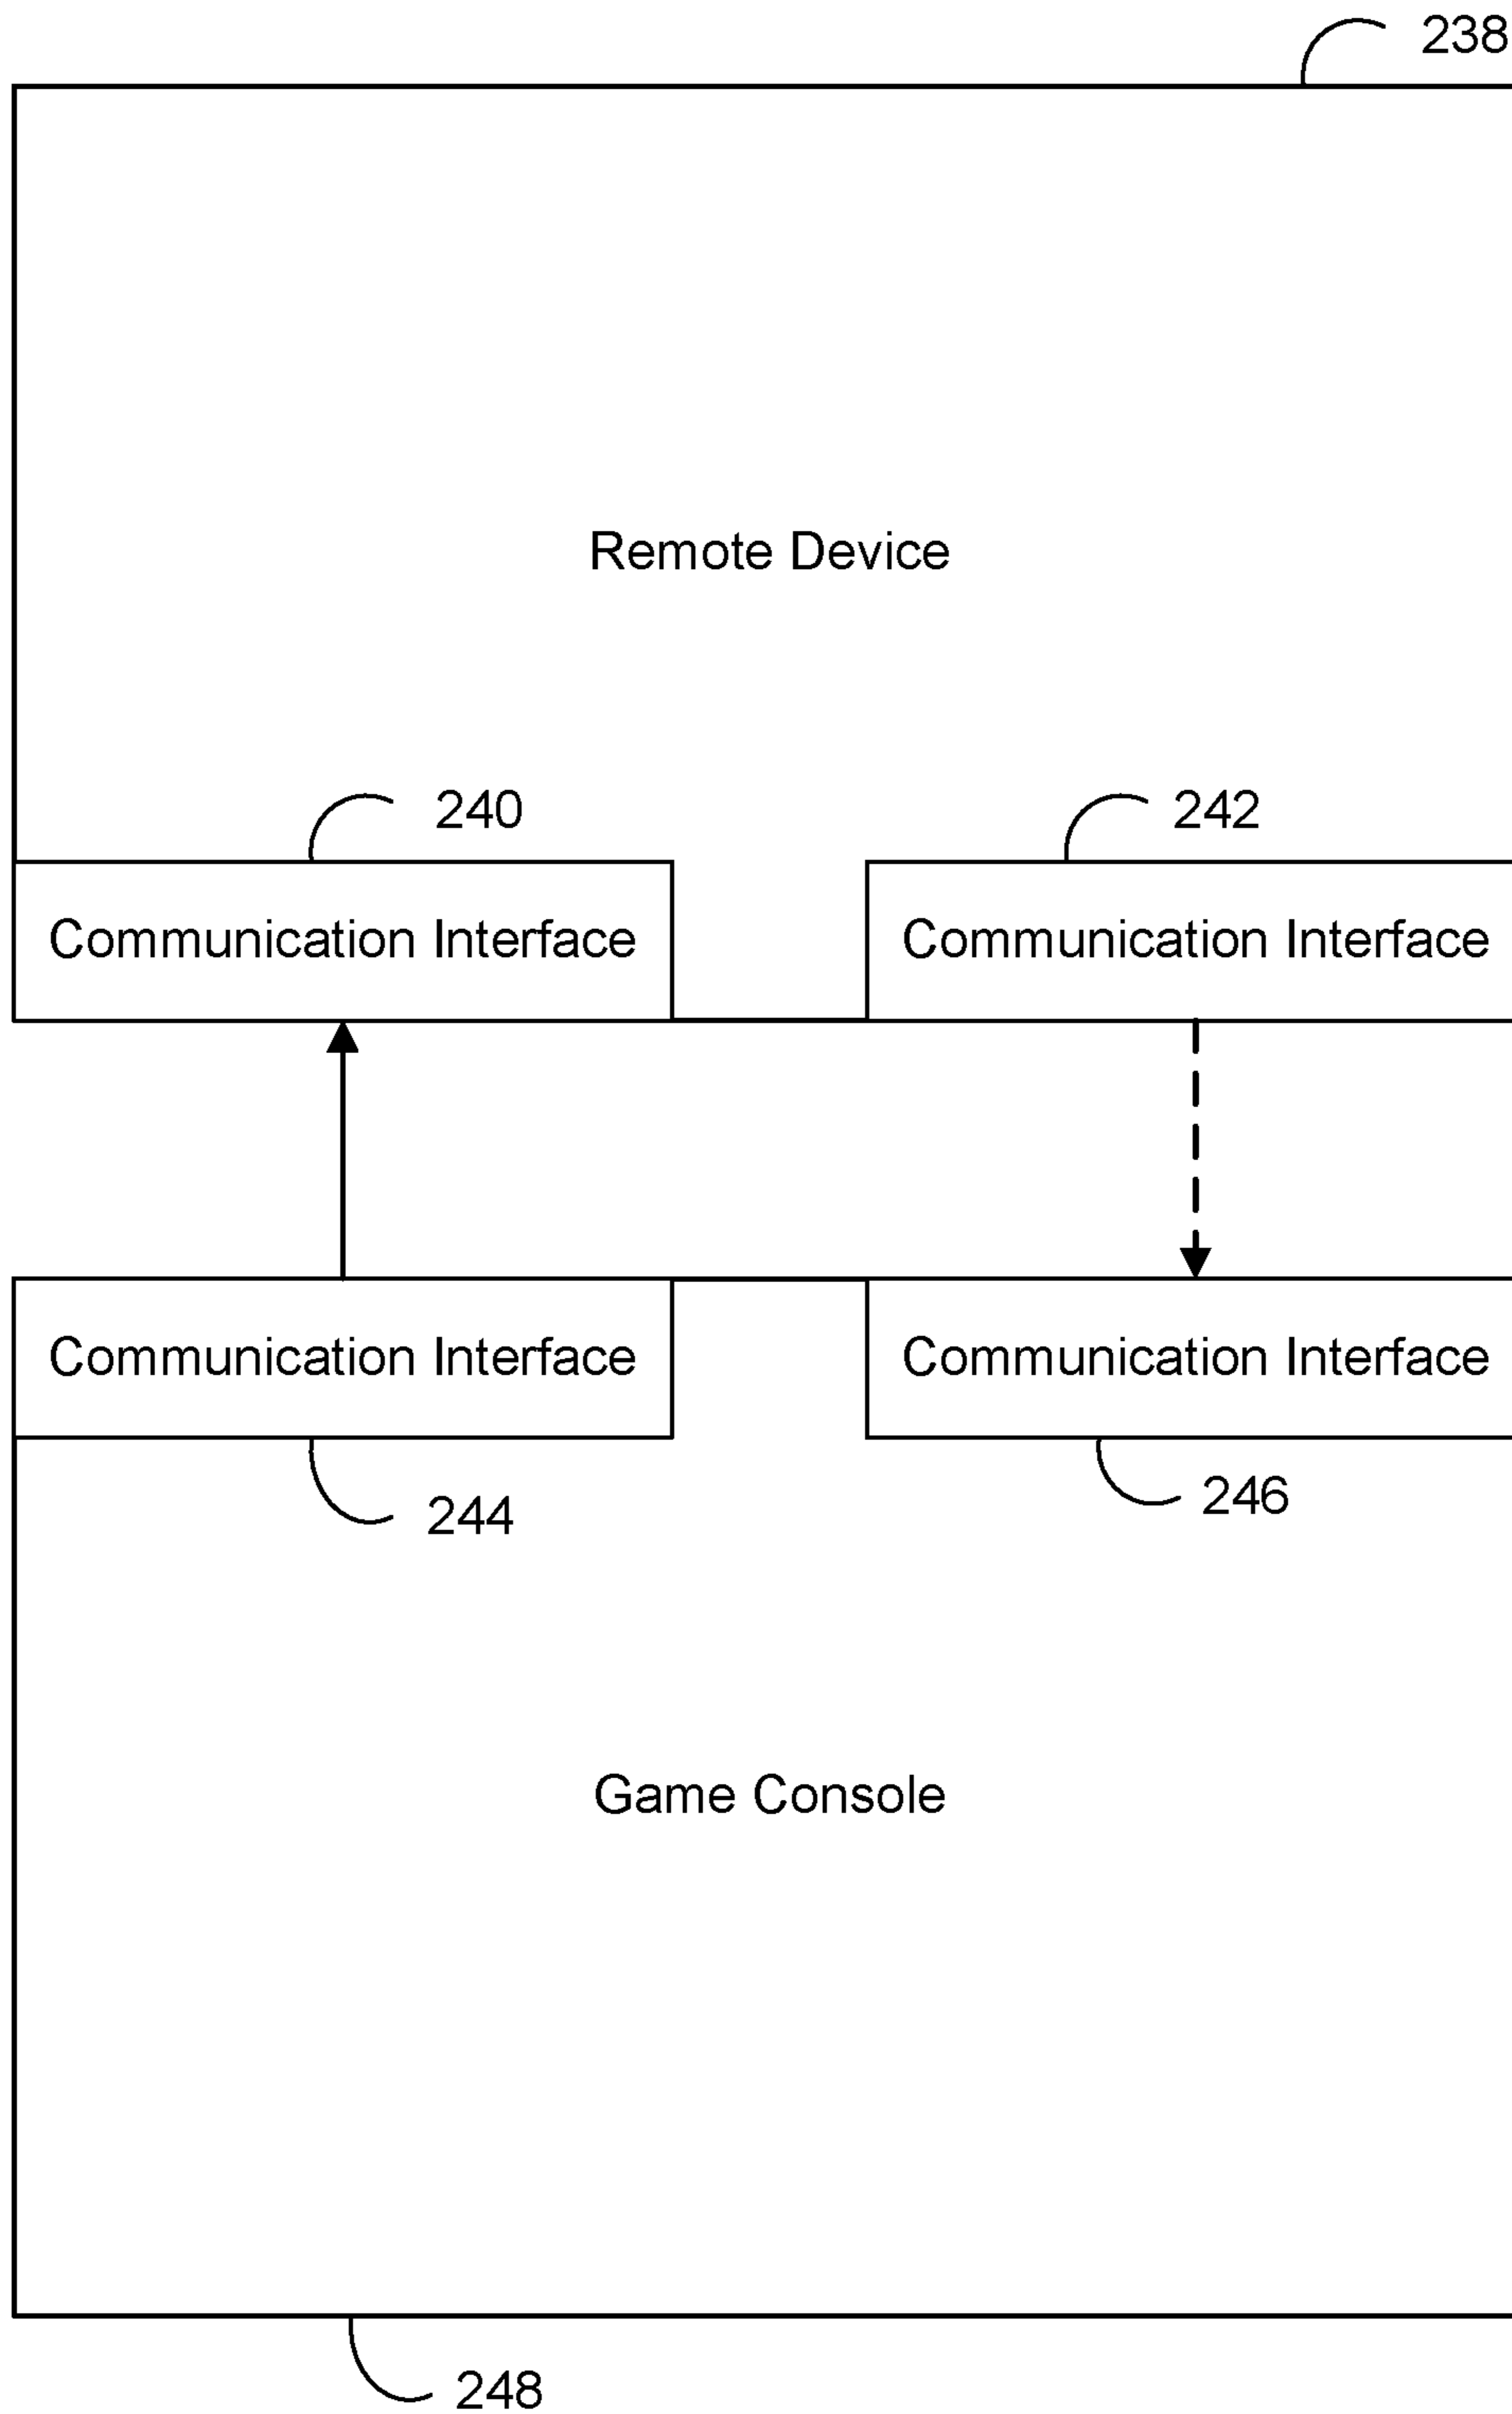 238
Remote Device
240
242
Communication Interface
Communication Interface
Communication Interface
Communication Interface
244
246
Game Console
248